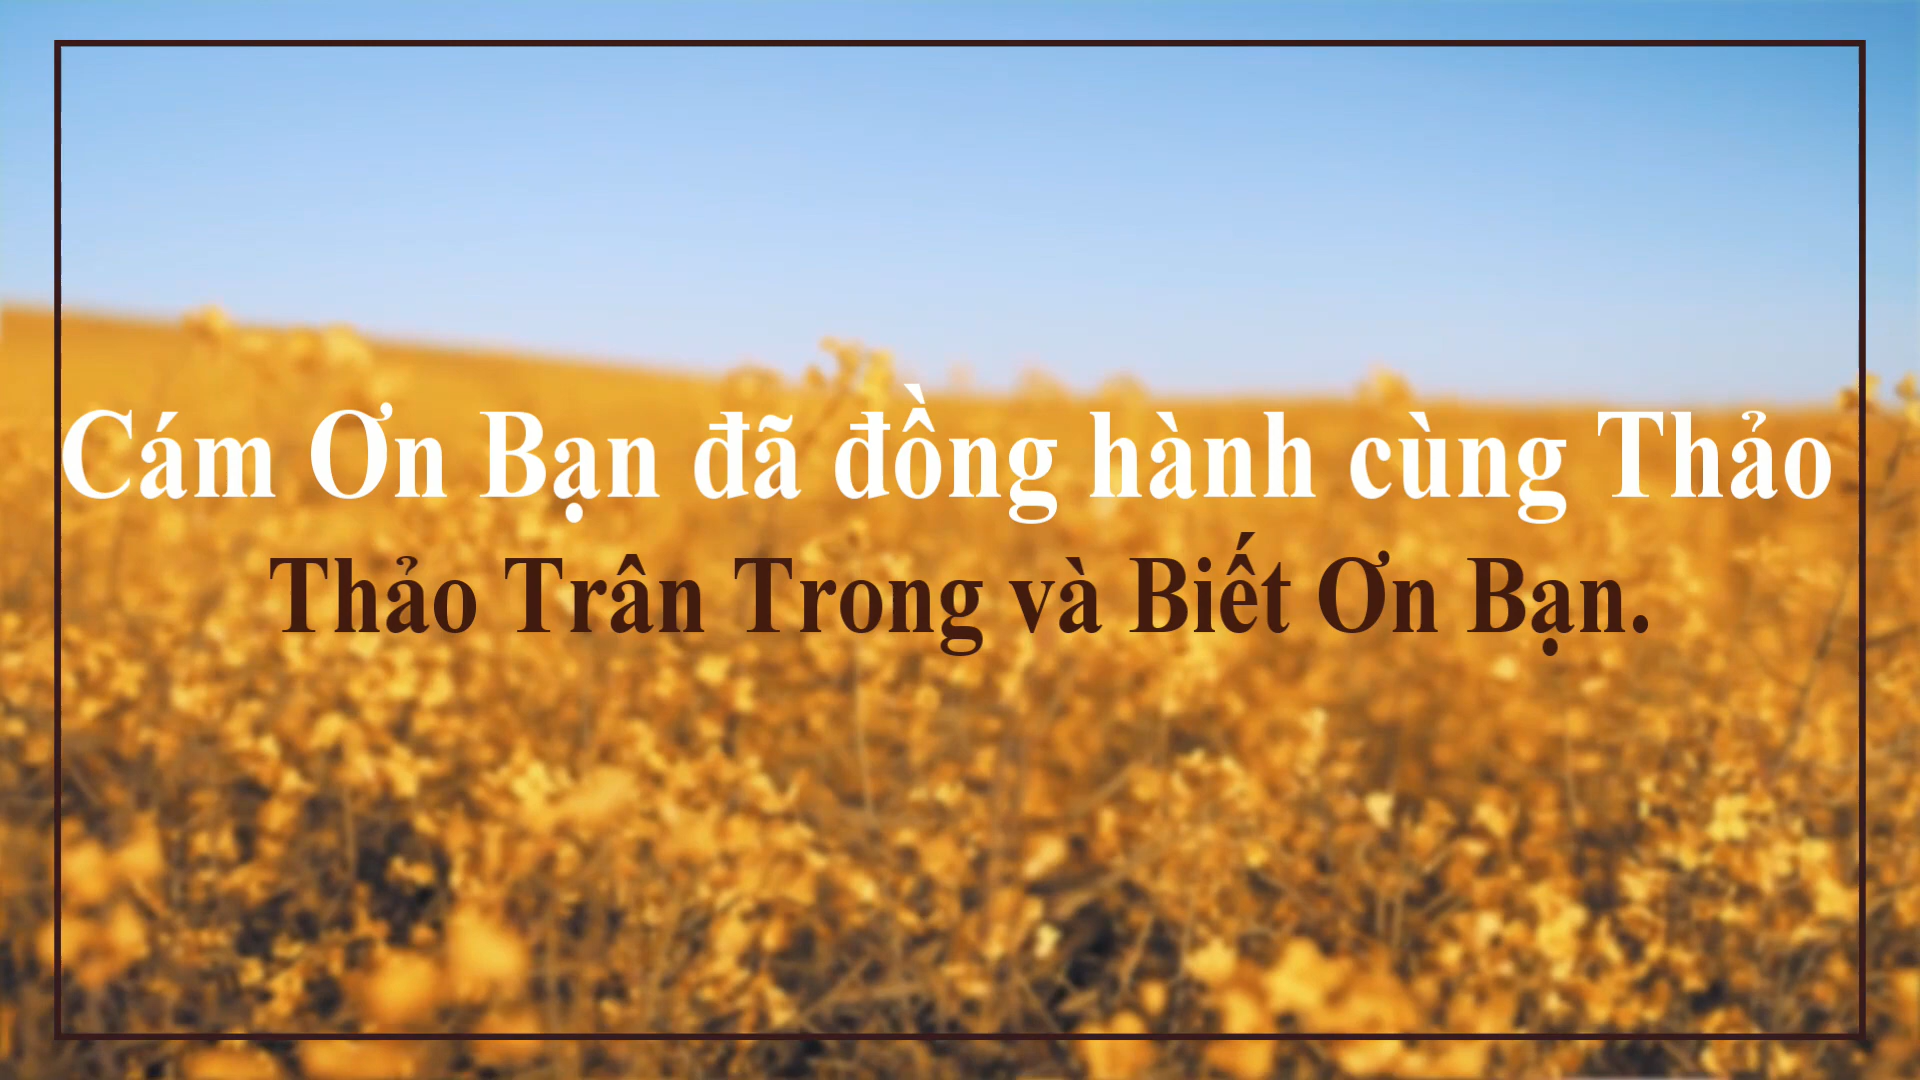 Cám Ơn Bạn đã đồng hành cùng Thảo
Thảo Trân Trong và Biết Ơn Bạn.